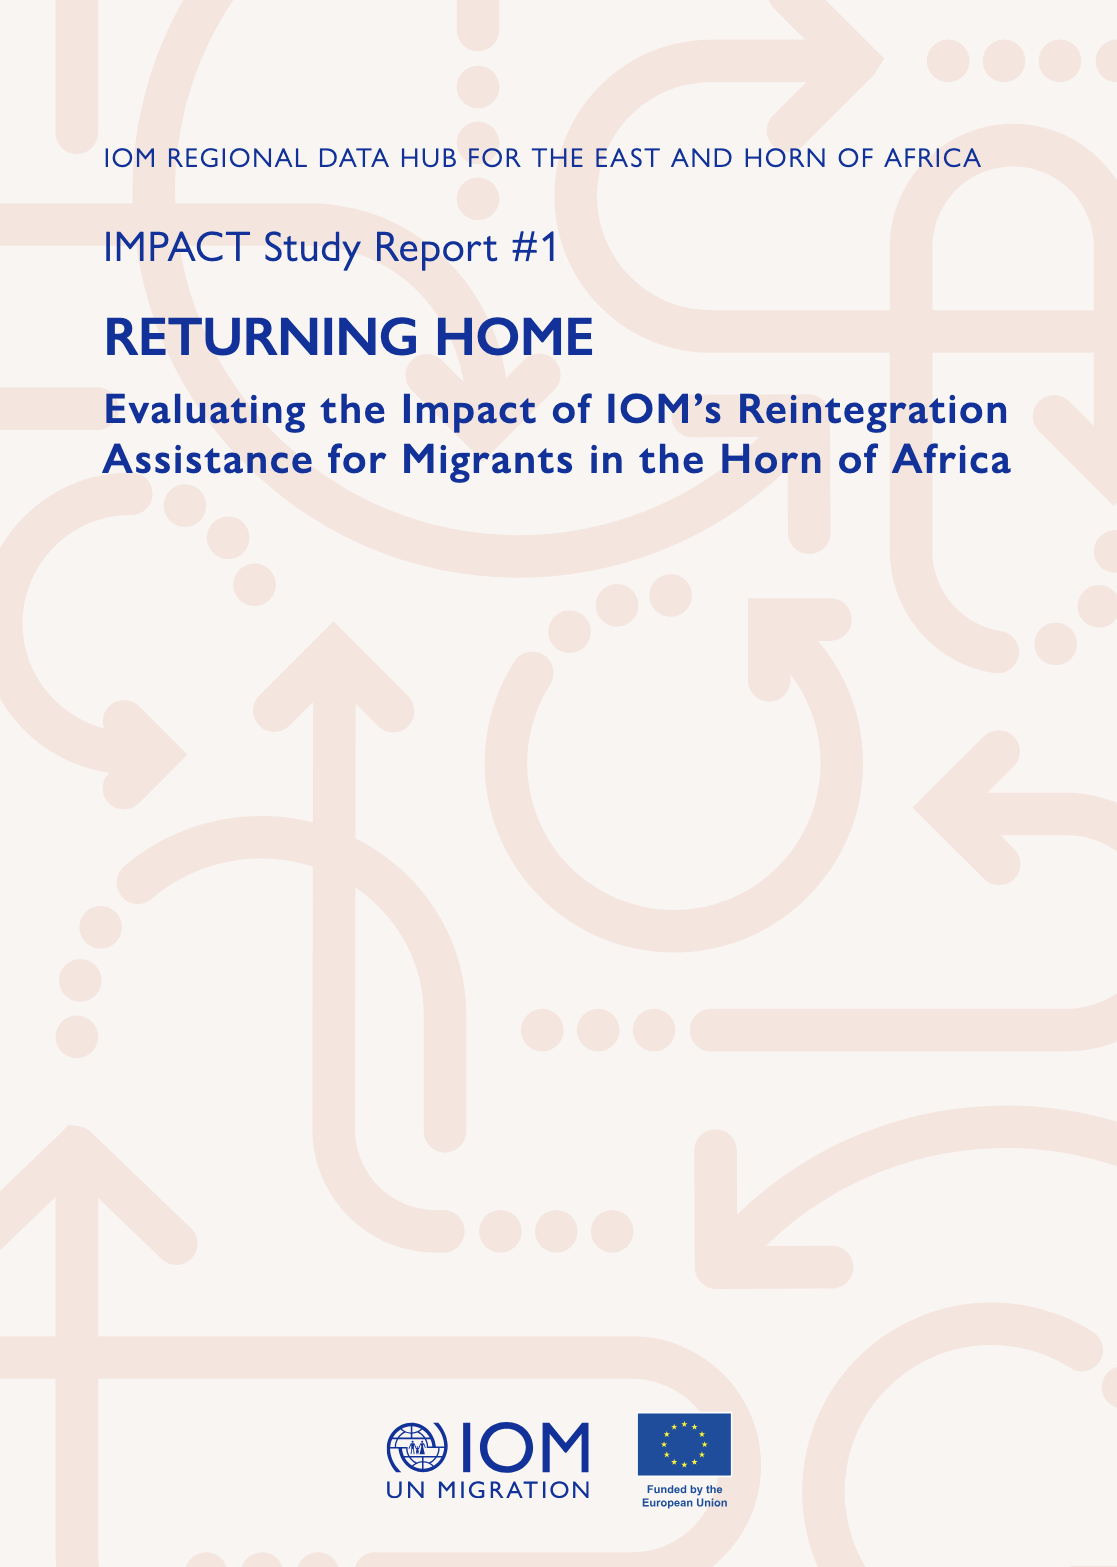 IOM REGIONAL DATA HUB FOR THE EAST AND HORN OF AFRICA
IMPACT Study Report #1
RETURNING HOME
Evaluating the Impact of IOM’s Reintegration
Assistance for Migrants in the Horn of Africa
IOM
UN MIGRATION
Funded by the
European Union